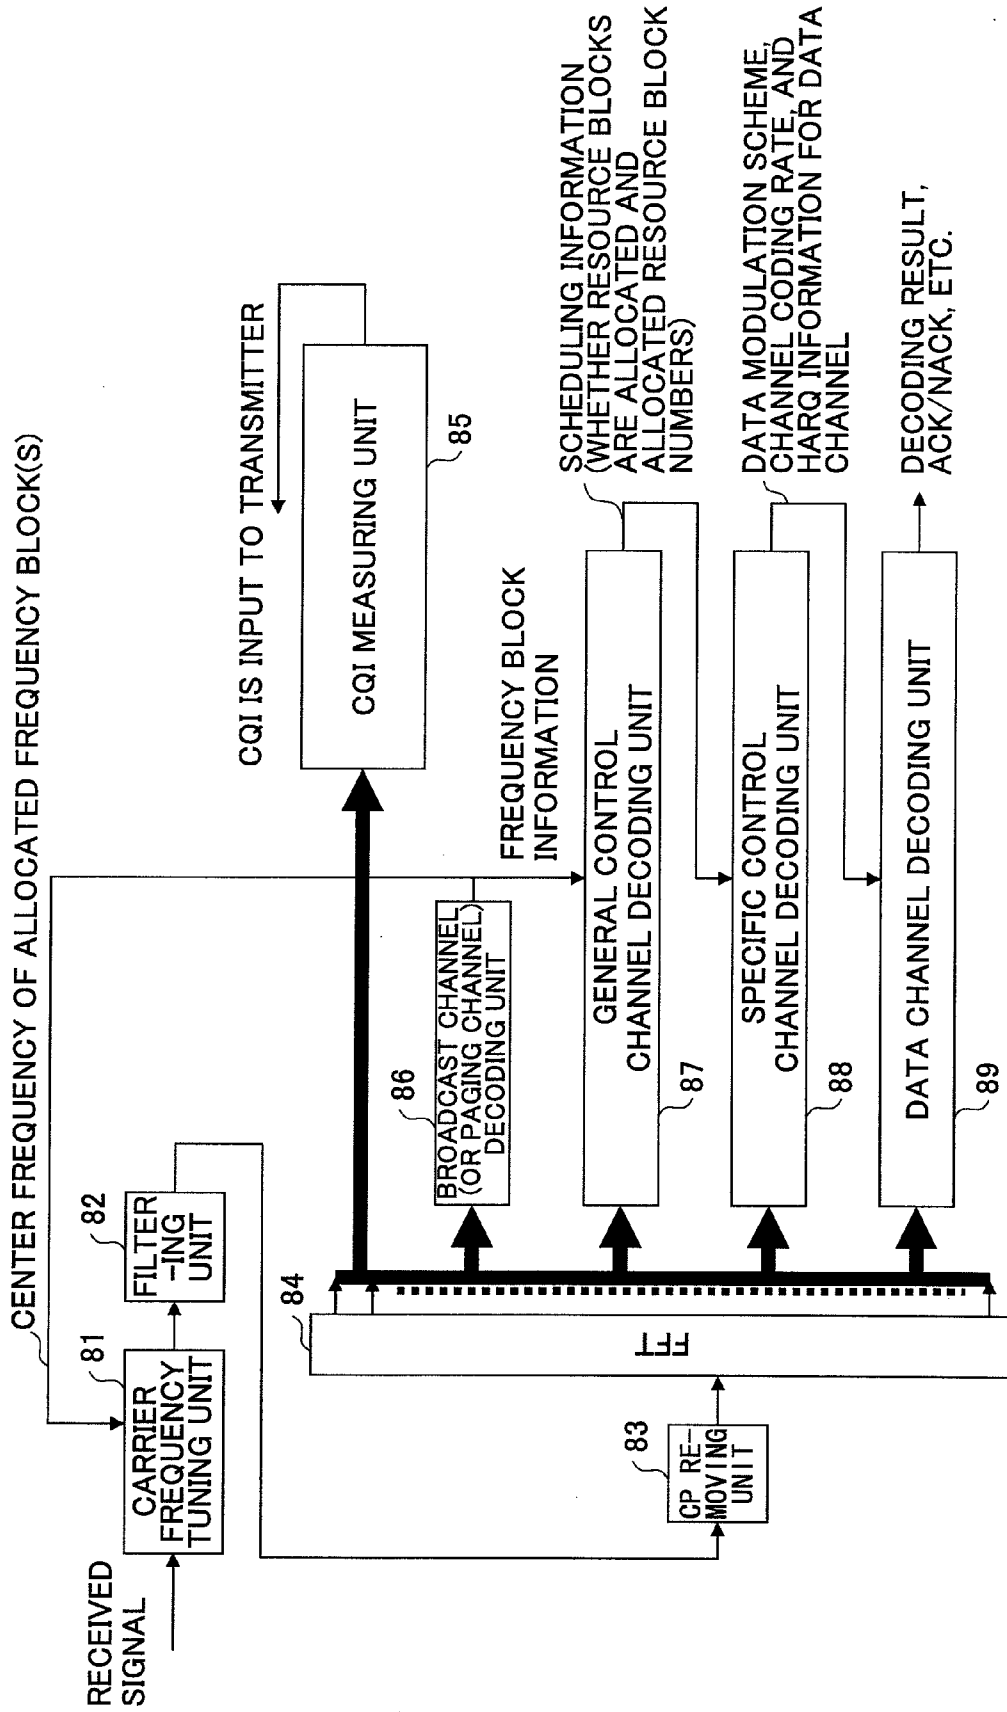 CENTER FREQUENCY OF ALLOCATED FREQUENCY BLOCK(S)
RECEIVED
SIGNAL
81
CARRIER
FREQUENCY
TUNING UNIT
82
FILTER
-ING
UNIT
83
CP RE-
MOVING
UNIT
84
FFT
CQI IS INPUT TO TRANSMITTER
CQI MEASURING UNIT
85
86
BROADCAST CHANNEL
(OR PAGING CHANNEL)
DECODING UNIT
FREQUENCY BLOCK
INFORMATION
GENERAL CONTROL
CHANNEL DECODING UNIT
87
SCHEDULING INFORMATION
(WHETHER RESOURCE BLOCKS
ARE ALLOCATED AND
ALLOCATED RESOURCE BLOCK
NUMBERS)
SPECIFIC CONTROL
CHANNEL DECODING UNIT
88
DATA MODULATION SCHEME,
CHANNEL CODING RATE, AND
HARQ INFORMATION FOR DATA
CHANNEL
DATA CHANNEL DECODING UNIT
89
DECODING RESULT,
ACK/NACK, ETC.